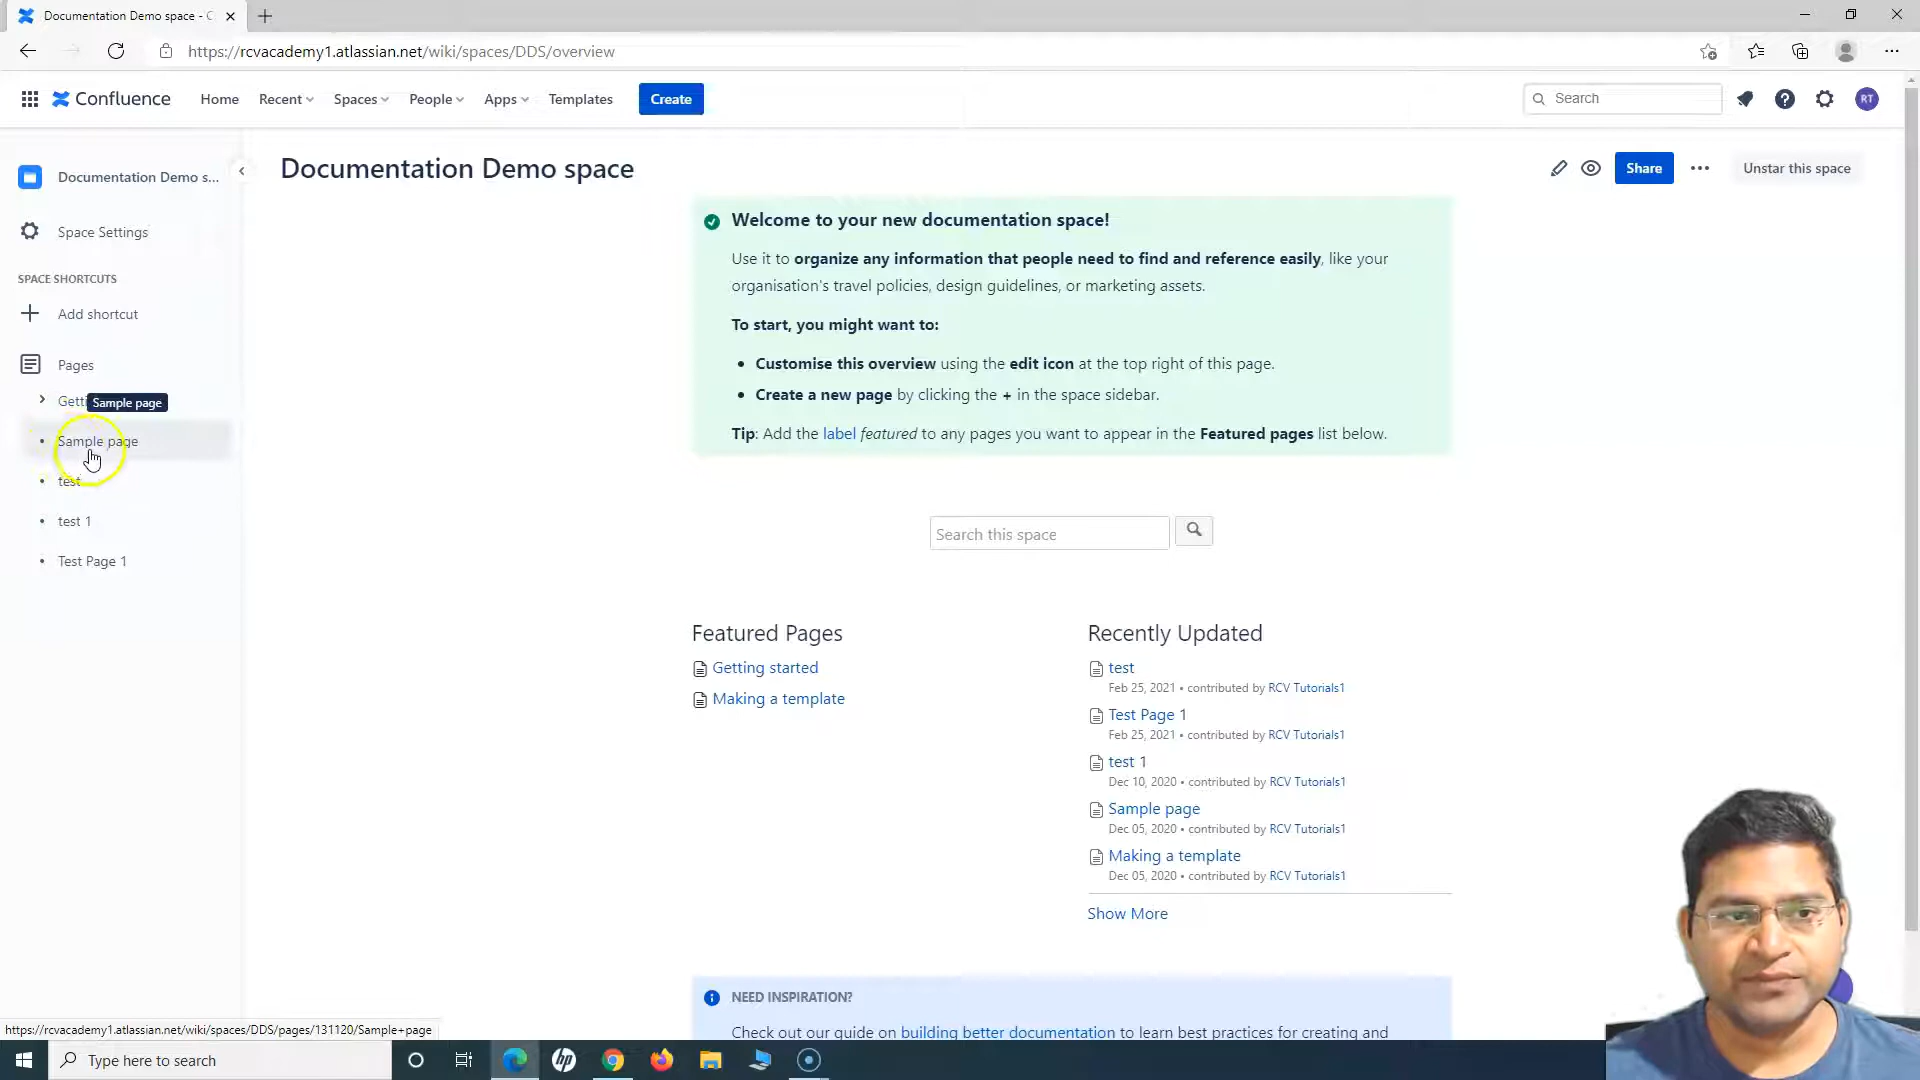 Documentation Demo space - C
https://rcvacademy1.atlassian.net/wiki/spaces/DDS/overview
Confluence
Home
Recent
Spaces
People
Apps
Templates
Create
Search
RT
Documentation Demo s...
Space Settings
SPACE SHORTCUTS
Add shortcut
Pages
Getti
Sample page
Sample page
test
test 1
Test Page 1
Documentation Demo space
Share
Unstar this space
Welcome to your new documentation space!
Use it to organize any information that people need to find and reference easily, like your
organisation's travel policies, design guidelines, or marketing assets.
To start, you might want to:
• Customise this overview using the edit icon at the top right of this page.
• Create a new page by clicking the + in the space sidebar.
Tip: Add the label featured to any pages you want to appear in the Featured pages list below.
Search this space
Featured Pages
Getting started
Making a template
Recently Updated
test
Feb 25, 2021 • contributed by RCV Tutorials1
Test Page 1
Feb 25, 2021 • contributed by RCV Tutorials1
test 1
Dec 10, 2020 • contributed by RCV Tutorials1
Sample page
Dec 05, 2020 • contributed by RCV Tutorials1
Making a template
Dec 05, 2020 • contributed by RCV Tutorials1
Show More
NEED INSPIRATION?
Check out our guide on building better documentation to learn best practices for creating and
https://rcvacademy1.atlassian.net/wiki/spaces/DDS/pages/131120/Sample+page
Type here to search
hp